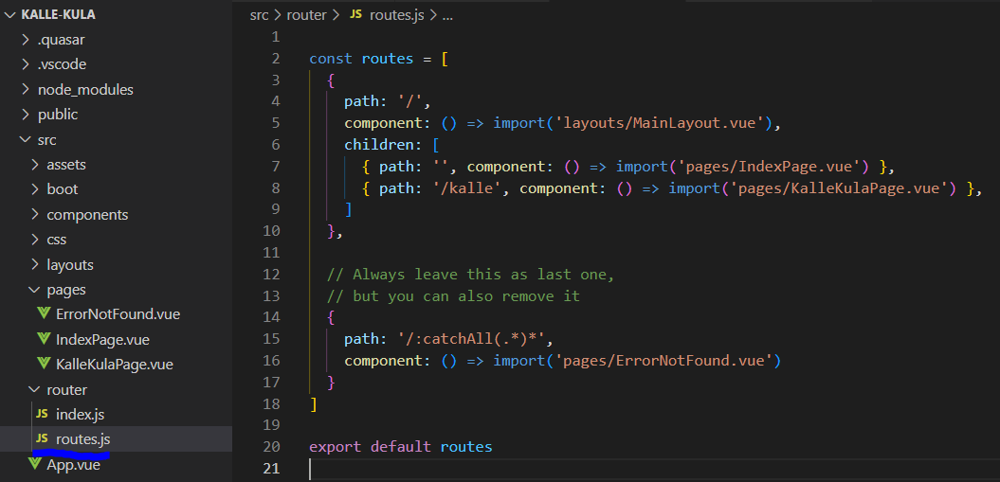 KALLE-KULA
.quasar
.vscode
node_modules
public
src
assets
boot
components
css
layouts
pages
ErrorNotFound.vue
IndexPage.vue
KalleKulaPage.vue
router
JS index.js
JS routes.js
App.vue
src > router > JS routes.js > ...
1
2 const routes = [
3 {
4 path: '/',
5 component: () => import('layouts/MainLayout.vue'),
6 children: [
7 { path: '', component: () => import('pages/IndexPage.vue') },
8 { path: '/kalle', component: () => import('pages/KalleKulaPage.vue') },
9 ]
10 },
11
12 // Always leave this as last one,
13 // but you can also remove it
14 {
15 path: '/:catchAll(.*)*',
16 component: () => import('pages/ErrorNotFound.vue')
17 }
18 ]
19
20 export default routes
21